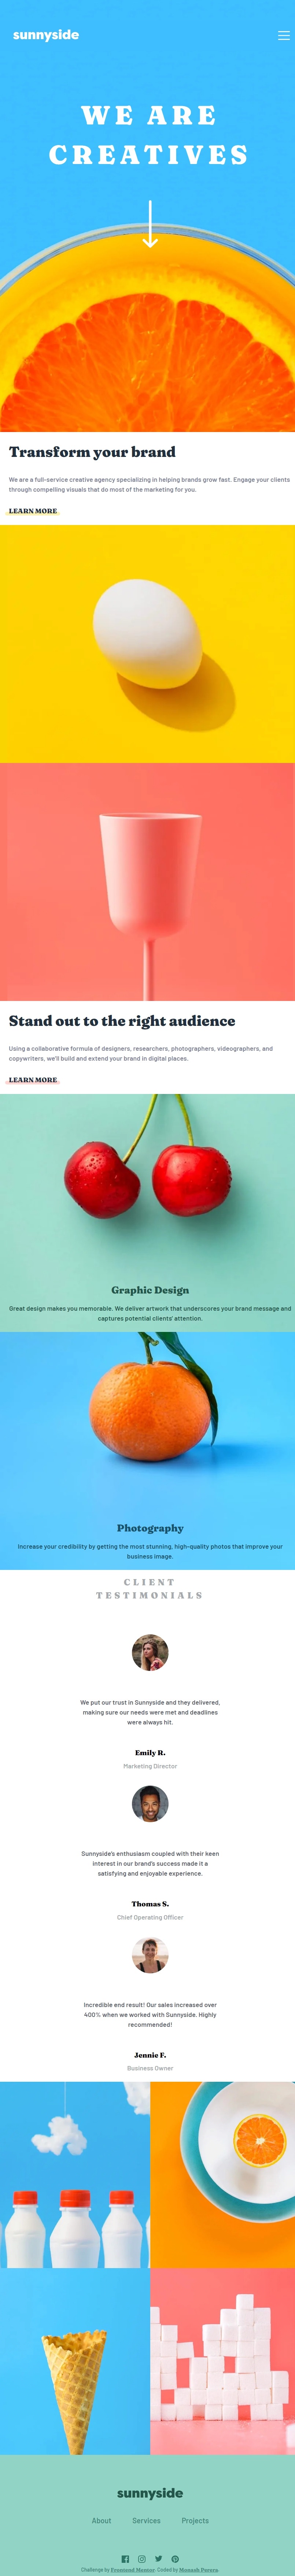 sunnyside
WE ARE
CREATIVES
Transform your brand
We are a full-service creative agency specializing in helping brands grow fast. Engage your clients
through compelling visuals that do most of the marketing for you.
LEARN MORE
Stand out to the right audience
Using a collaborative formula of designers, researchers, photographers, videographers, and
copywriters, we'll build and extend your brand in digital places.
LEARN MORE
Graphic Design
Great design makes you memorable. We deliver artwork that underscores your brand message and
captures potential clients' attention.
Photography
Increase your credibility by getting the most stunning, high-quality photos that improve your
business image.
CLIENT
TESTIMONIALS
We put our trust in Sunnyside and they delivered,
making sure our needs were met and deadlines
were always hit.
Emily R.
Marketing Director
Sunnyside's enthusiasm coupled with their keen
interest in our brand's success made it a
satisfying and enjoyable experience.
Thomas S.
Chief Operating Officer
Incredible end result! Our sales increased over
400% when we worked with Sunnyside. Highly
recommended!
Jennie F.
Business Owner
sunnyside
About Services Projects
Challenge by Frontend Mentor. Coded by